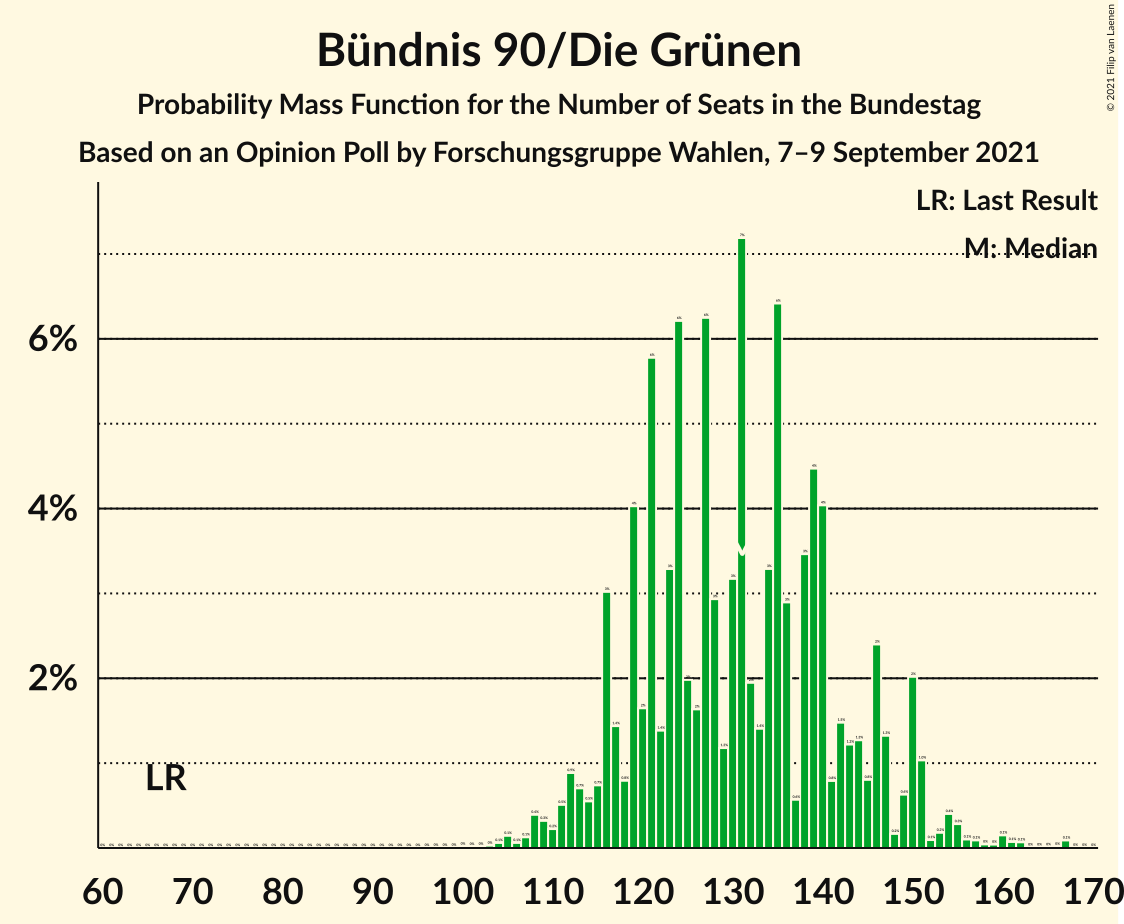 Bündnis 90/Die Grünen
Probability Mass Function for the Number of Seats in the Bundestag
Based on an Opinion Poll by Forschungsgruppe Wahlen, 7–9 September 2021
© 2021 Filip van Laenen
LR: Last Result
M: Median
6%
4%
2%
LR
60 70 80 90 100 110 120 130 140 150 160 170